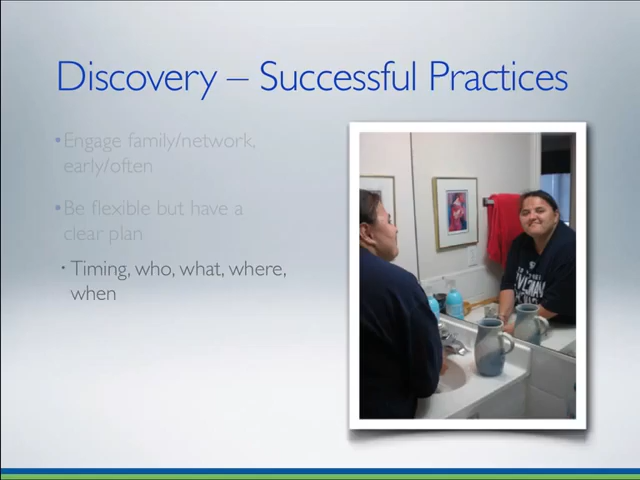 Discovery – Successful Practices
• Engage family/network,
early/often
• Be flexible but have a
clear plan
• Timing, who, what, where,
when